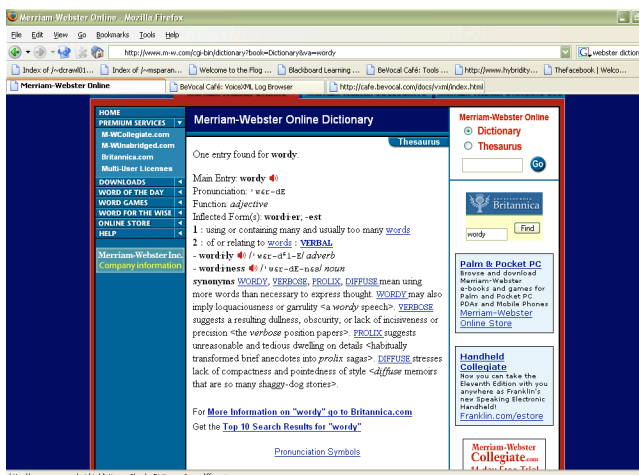 Merriam-Webster Online - Mozilla Firefox
File Edit View Go Bookmarks Tools Help
http://www.m-w.com/cgi-bin/dictionary?book=Dictionary&va=wordy
webster diction
Index of /~dcrawl01... Index of /~msparan... Welcome to the Flog ... Blackboard Learning ... BeVocal Café: Tools ... http://www.hybridity... Thefacebook | Welco...
Merriam-Webster Online BeVocal Café: VoiceXML Log Browser http://cafe.bevocal.com/docs/vxml/index.html
HOME
PREMIUM SERVICES
M-WCollegiate.com
M-WUnabridged.com
Britannica.com
Multi-User Licenses
DOWNLOADS
WORD OF THE DAY
WORD GAMES
WORD FOR THE WISE
ONLINE STORE
HELP
Merriam-Webster Inc.
Company information
Merriam-Webster Online Dictionary
Thesaurus
One entry found for wordy.
Main Entry: wordy
Pronunciation: 'w&r-dE
Function: adjective
Inflected Form(s): word·i·er; -est
1 : using or containing many and usually too many words
2 : of or relating to words : VERBAL
- word·i·ly /'w&r-d&l-E/ adverb
- word·i·ness /'w&r-dE-n&s/ noun
synonyms WORDY, VERBOSE, PROLIX, DIFFUSE mean using
more words than necessary to express thought. WORDY may also
imply loquaciousness or garrulity <a wordy speech>. VERBOSE
suggests a resulting dullness, obscurity, or lack of incisiveness or
precision <the verbose position papers>. PROLIX suggests
unreasonable and tedious dwelling on details <habitually
transformed brief anecdotes into prolix sagas>. DIFFUSE stresses
lack of compactness and pointedness of style <diffuse memoirs
that are so many shaggy-dog stories>.
For More Information on "wordy" go to Britannica.com
Get the Top 10 Search Results for "wordy"
Pronunciation Symbols
Merriam-Webster Online
Dictionary
Thesaurus
Go
Britannica
wordy Find
Palm & Pocket PC
Browse and download
Merriam-Webster
e-books and games for
Palm and Pocket PC
PDAs and Mobile Phones
Merriam-Webster
Online Store
Handheld
Collegiate
Now you can take the
Eleventh Edition with you
anywhere as Franklin's
new Speaking Electronic
Handheld!
Franklin.com/estore
Merriam-Webster
Collegiate.com
14-day Free Trial